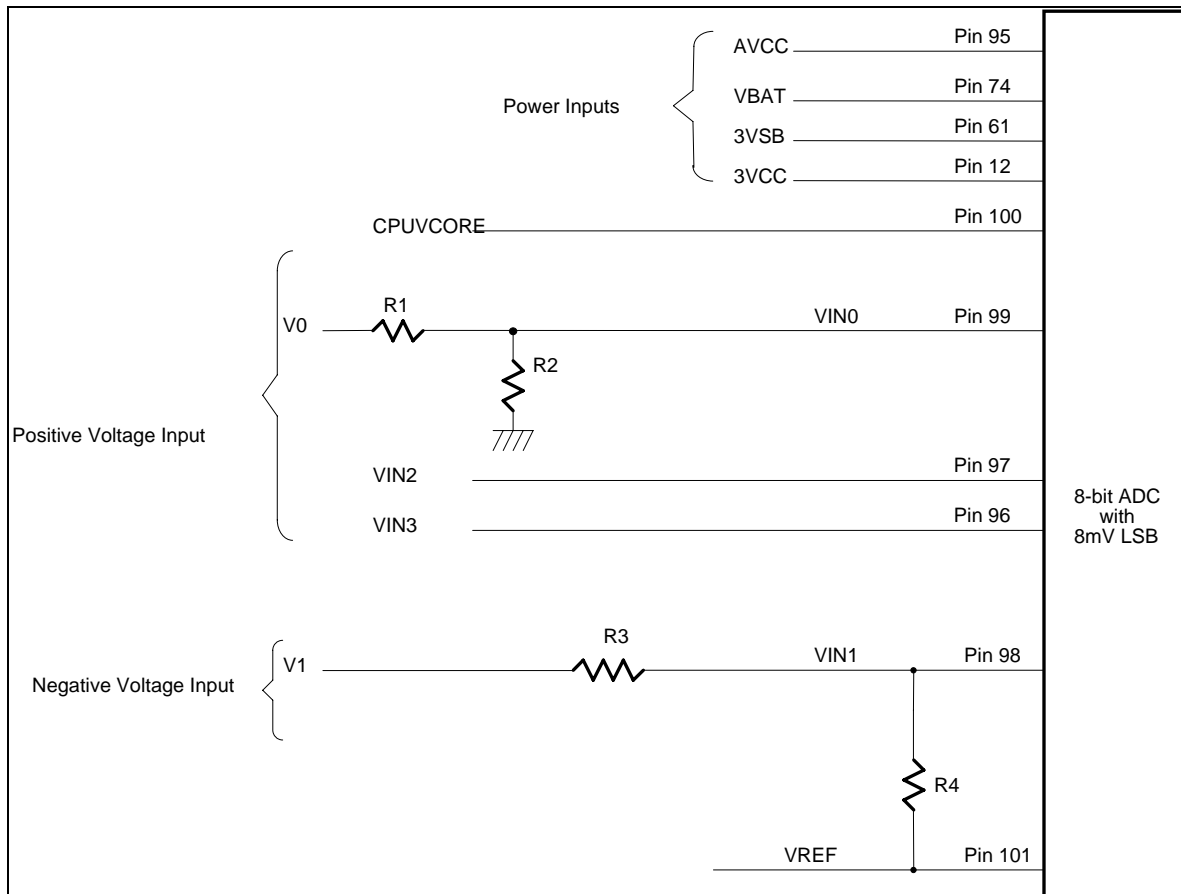 AVCC Pin 95
Power Inputs
VBAT Pin 74
3VSB Pin 61
3VCC Pin 12
CPUVCORE Pin 100
Positive Voltage Input
V0 R1 VIN0 Pin 99
R2
VIN2 Pin 97
VIN3 Pin 96
8-bit ADC
with
8mV LSB
Negative Voltage Input
V1 R3 VIN1 Pin 98
R4
VREF Pin 101